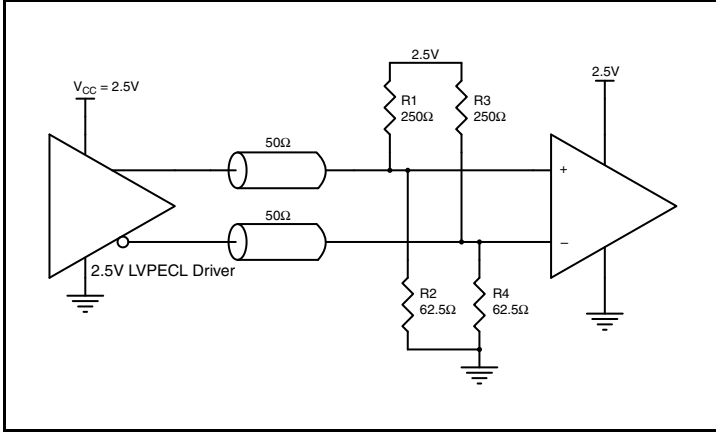 2.5V
V_CC = 2.5V
2.5V
R1
250Ω
R3
250Ω
50Ω
+
50Ω
–
2.5V LVPECL Driver
R2
62.5Ω
R4
62.5Ω